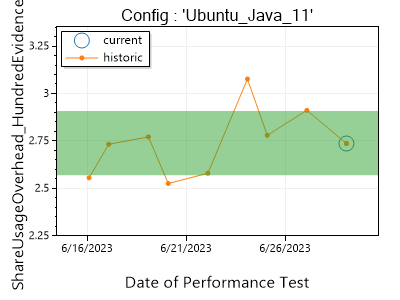 Config : 'Ubuntu_Java_11'
ShareUsageOverhead_HundredEvidence
current
historic
3.25
3
2.75
2.5
2.25
6/16/2023
6/21/2023
6/26/2023
Date of Performance Test